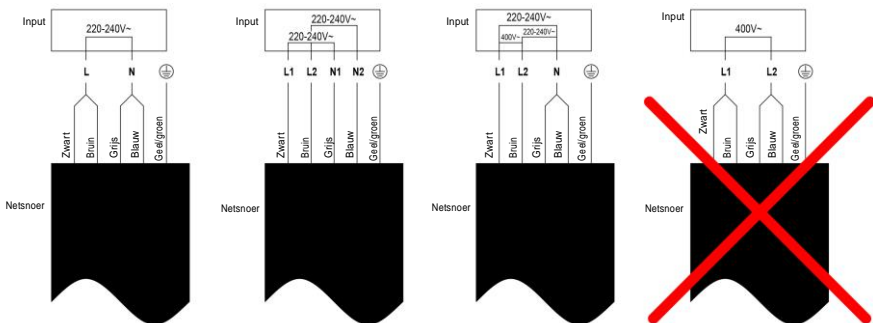 Input
220-240V~
L N
Zwart
Bruin
Grijs
Blauw
Geel/groen
Netsnoer
Input
220-240V~
220-240V~
L1 L2 N1 N2
Zwart
Bruin
Grijs
Blauw
Geel/groen
Netsnoer
Input
220-240V~
400V~ 220-240V~
L1 L2 N
Zwart
Bruin
Grijs
Blauw
Geel/groen
Netsnoer
Input
400V~
L1 L2
Zwart
Bruin
Grijs
Blauw
Geel/groen
Netsnoer